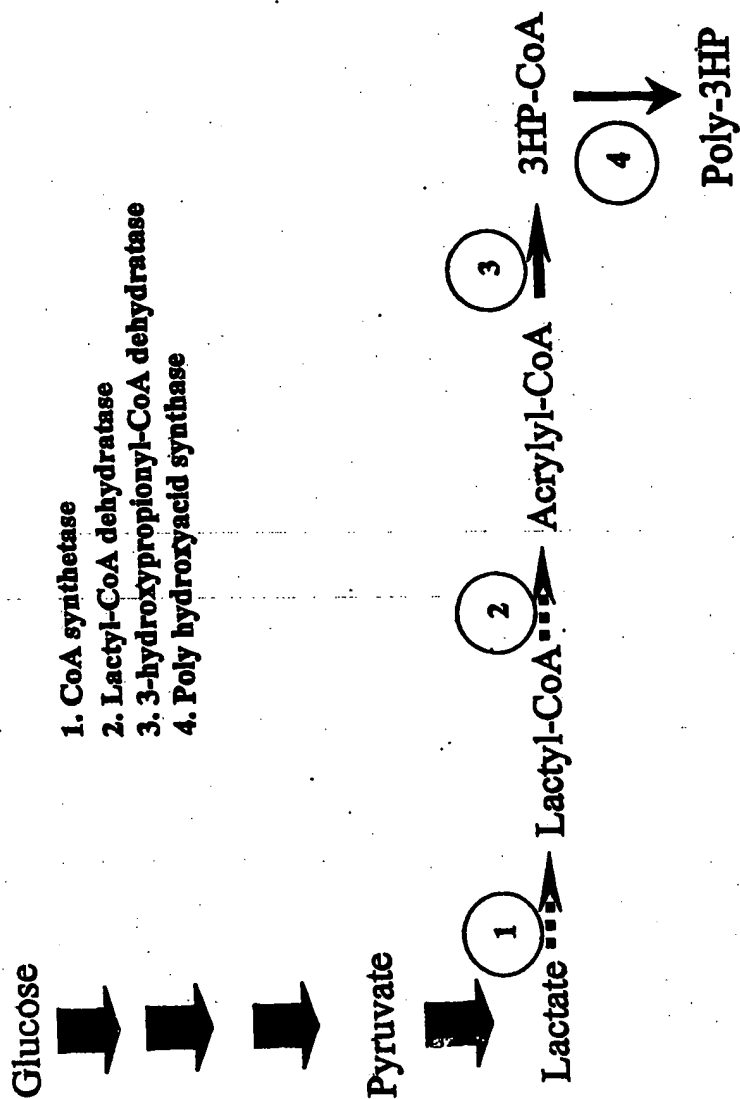 Glucose
1. CoA synthetase
2. Lactyl-CoA dehydratase
3. 3-hydroxypropionyl-CoA dehydratase
4. Poly hydroxyacid synthase
Pyruvate
1
2
3
Lactate
Lactyl-CoA
Acrylyl-CoA
3HP-CoA
4
Poly-3HP